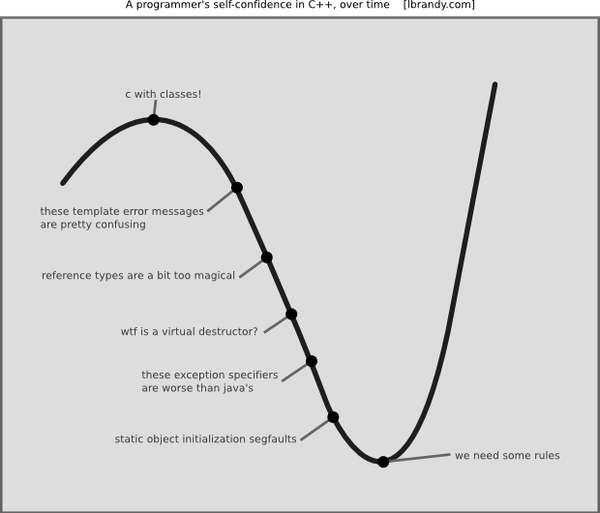 A programmer's self-confidence in C++, over time [lbrandy.com]
c with classes!
these template error messages
are pretty confusing
reference types are a bit too magical
wtf is a virtual destructor?
these exception specifiers
are worse than java's
static object initialization segfaults
we need some rules